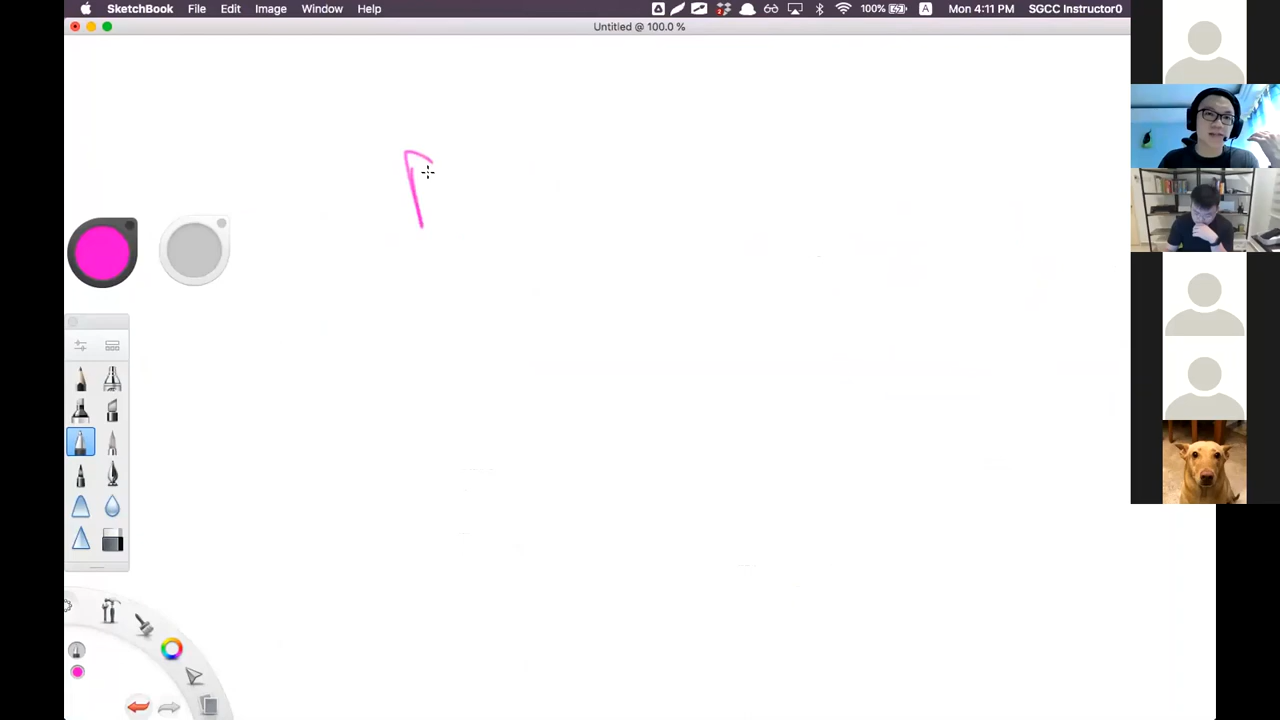 SketchBook File Edit Image Window Help 100% A Mon 4:11 PM SGCC Instructor0
Untitled @ 100.0 %